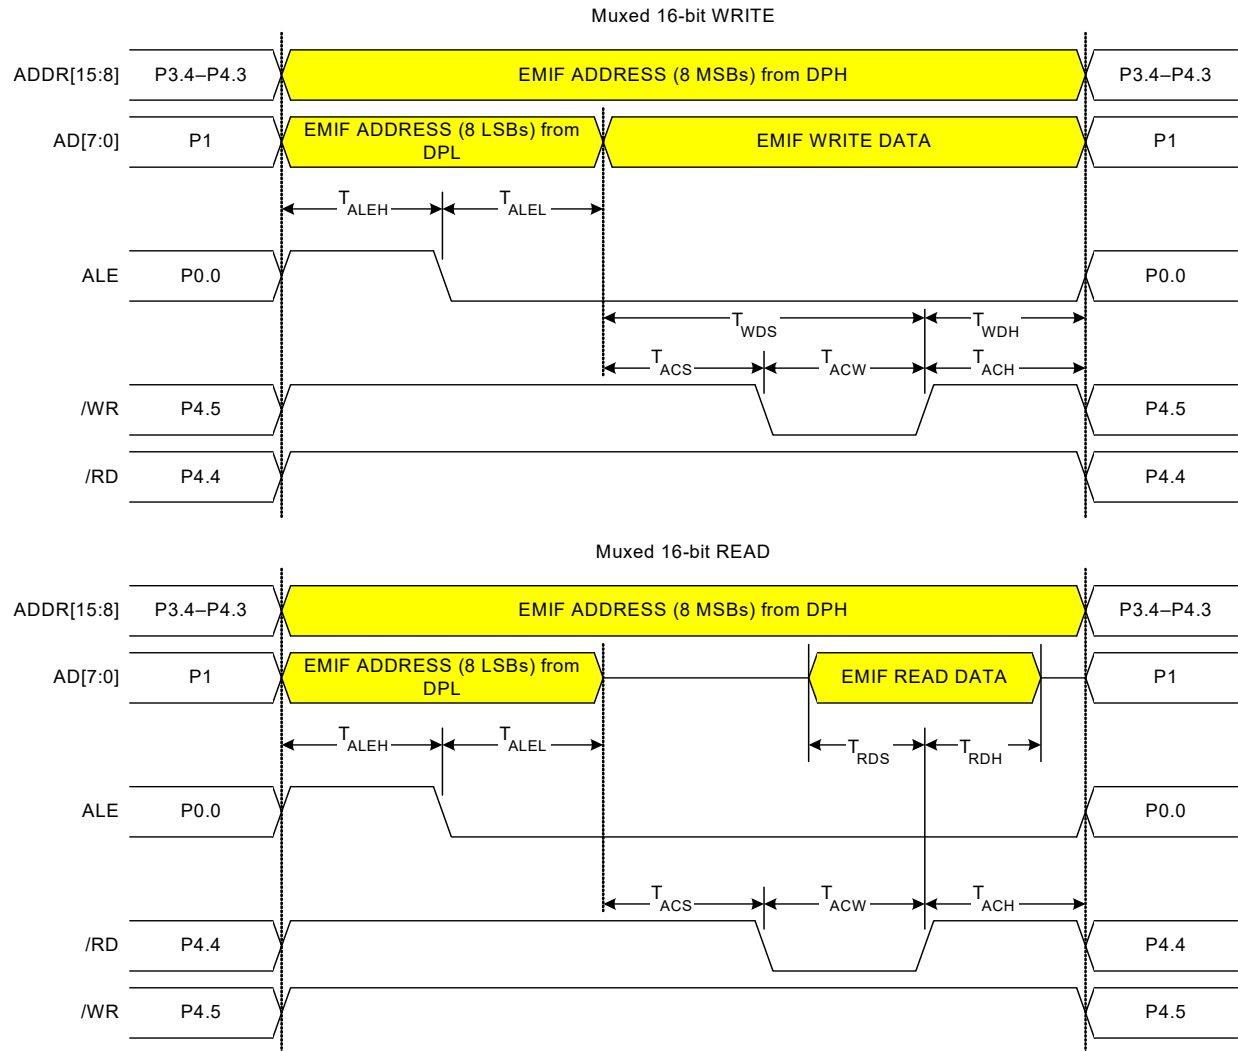 Muxed 16-bit WRITE
ADDR[15:8] P3.4–P4.3 EMIF ADDRESS (8 MSBs) from DPH P3.4–P4.3
AD[7:0] P1 EMIF ADDRESS (8 LSBs) from DPL EMIF WRITE DATA P1
TALEH TALEL
ALE P0.0 P0.0
TWDS TWDH
TACS TACW TACH
/WR P4.5 P4.5
/RD P4.4 P4.4
Muxed 16-bit READ
ADDR[15:8] P3.4–P4.3 EMIF ADDRESS (8 MSBs) from DPH P3.4–P4.3
AD[7:0] P1 EMIF ADDRESS (8 LSBs) from DPL EMIF READ DATA P1
TALEH TALEL TRDS TRDH
ALE P0.0 P0.0
TACS TACW TACH
/RD P4.4 P4.4
/WR P4.5 P4.5